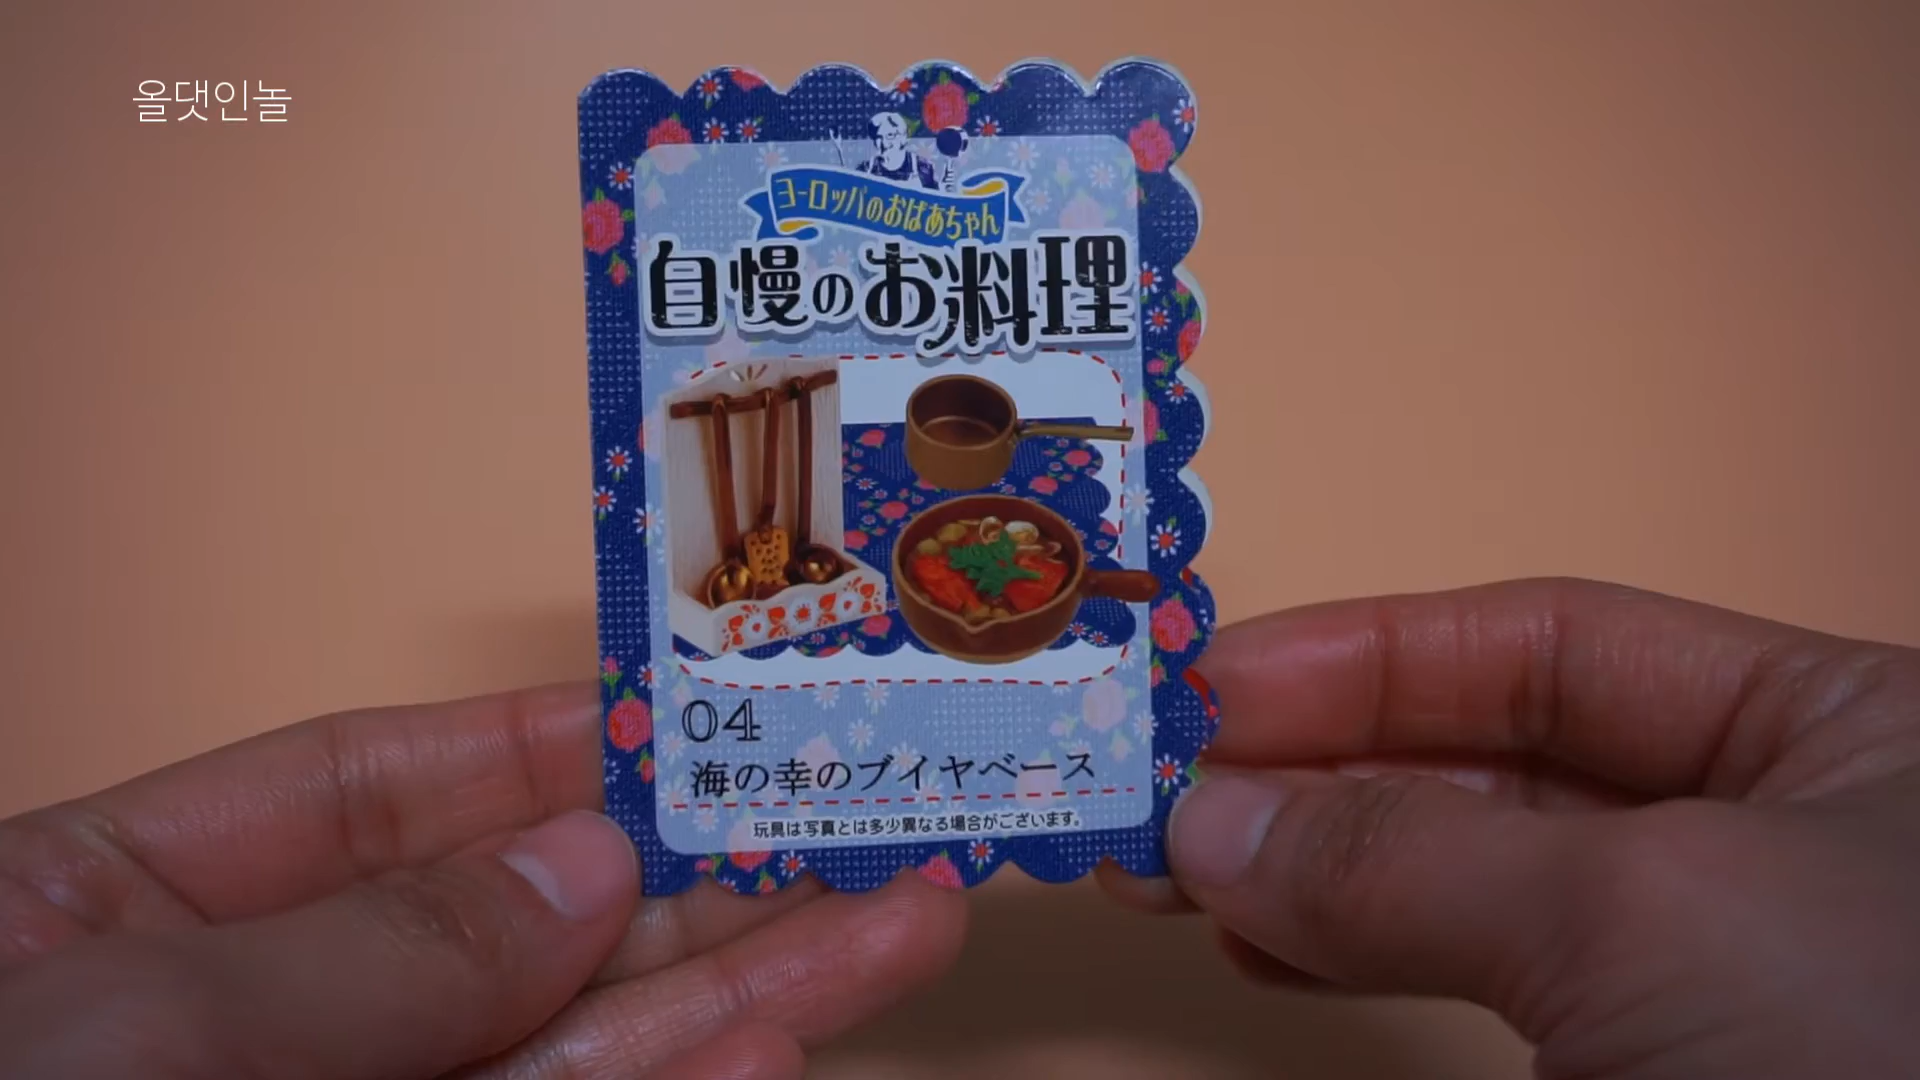 올댓인놀
ヨーロッパのおばあちゃん
自慢のお料理
04
海の幸のブイヤベース
玩具は写真とは多少異なる場合がございます。